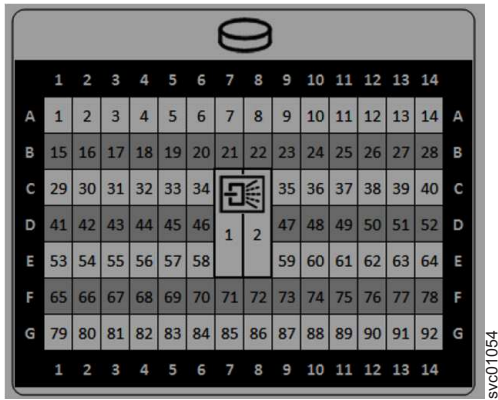 1 2 3 4 5 6 7 8 9 10 11 12 13 14
A 1 2 3 4 5 6 7 8 9 10 11 12 13 14 A
B 15 16 17 18 19 20 21 22 23 24 25 26 27 28 B
C 29 30 31 32 33 34 35 36 37 38 39 40 C
D 41 42 43 44 45 46 1 2 47 48 49 50 51 52 D
E 53 54 55 56 57 58 59 60 61 62 63 64 E
F 65 66 67 68 69 70 71 72 73 74 75 76 77 78 F
G 79 80 81 82 83 84 85 86 87 88 89 90 91 92 G
1 2 3 4 5 6 7 8 9 10 11 12 13 14
svc01054